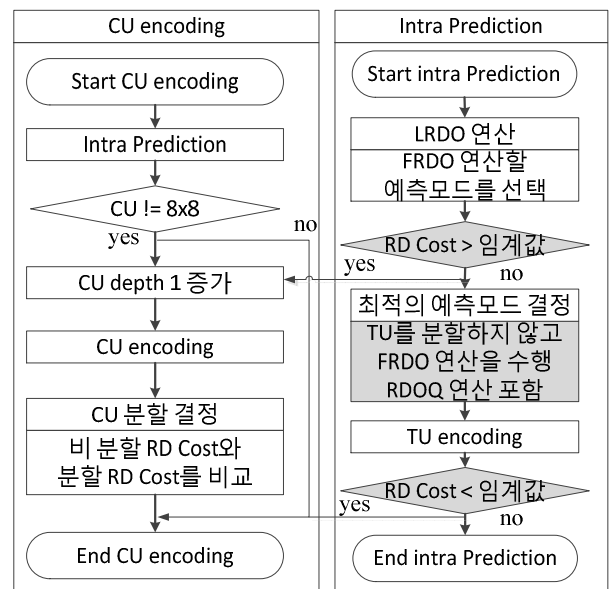 CU encoding
Start CU encoding
Intra Prediction
CU != 8x8
yes
no
CU depth 1 증가
CU encoding
CU 분할 결정
비 분할 RD Cost와
분할 RD Cost를 비교
End CU encoding
Intra Prediction
Start intra Prediction
LRDO 연산
FRDO 연산할
예측모드를 선택
RD Cost > 임계값
yes
no
최적의 예측모드 결정
TU를 분할하지 않고
FRDO 연산을 수행
RDOQ 연산 포함
TU encoding
RD Cost < 임계값
yes
no
End intra Prediction